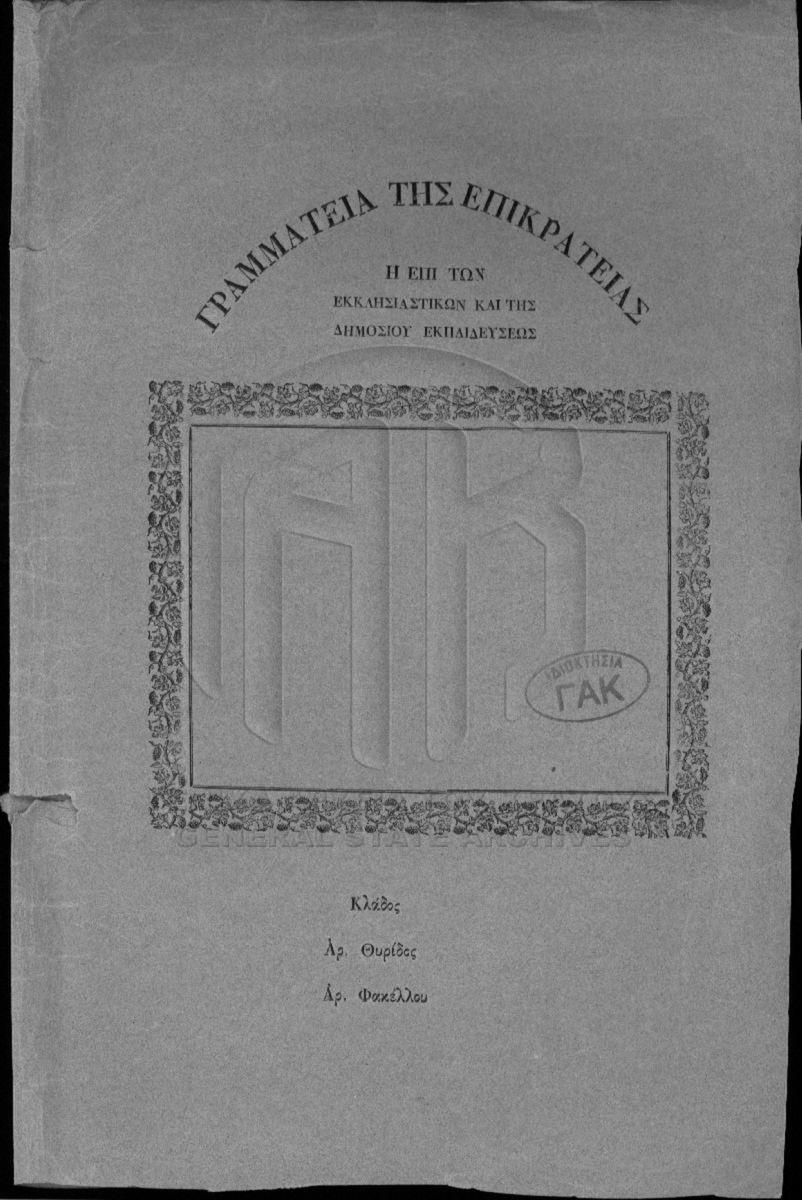 ΓΡΑΜΜΑΤΕΙΑ ΤΗΣ ΕΠΙΚΡΑΤΕΙΑΣ
Η ΕΠΙ ΤΩΝ
ΕΚΚΛΗΣΙΑΣΤΙΚΩΝ ΚΑΙ ΤΗΣ
ΔΗΜΟΣΙΟΥ ΕΚΠΑΙΔΕΥΣΕΩΣ
ΙΔΙΟΚΤΗΣΙΑ
ΓΑΚ
GENERAL STATE ARCHIVES
Κλάδος
Ἀρ. Θυρίδος
Ἀρ. Φακέλλου